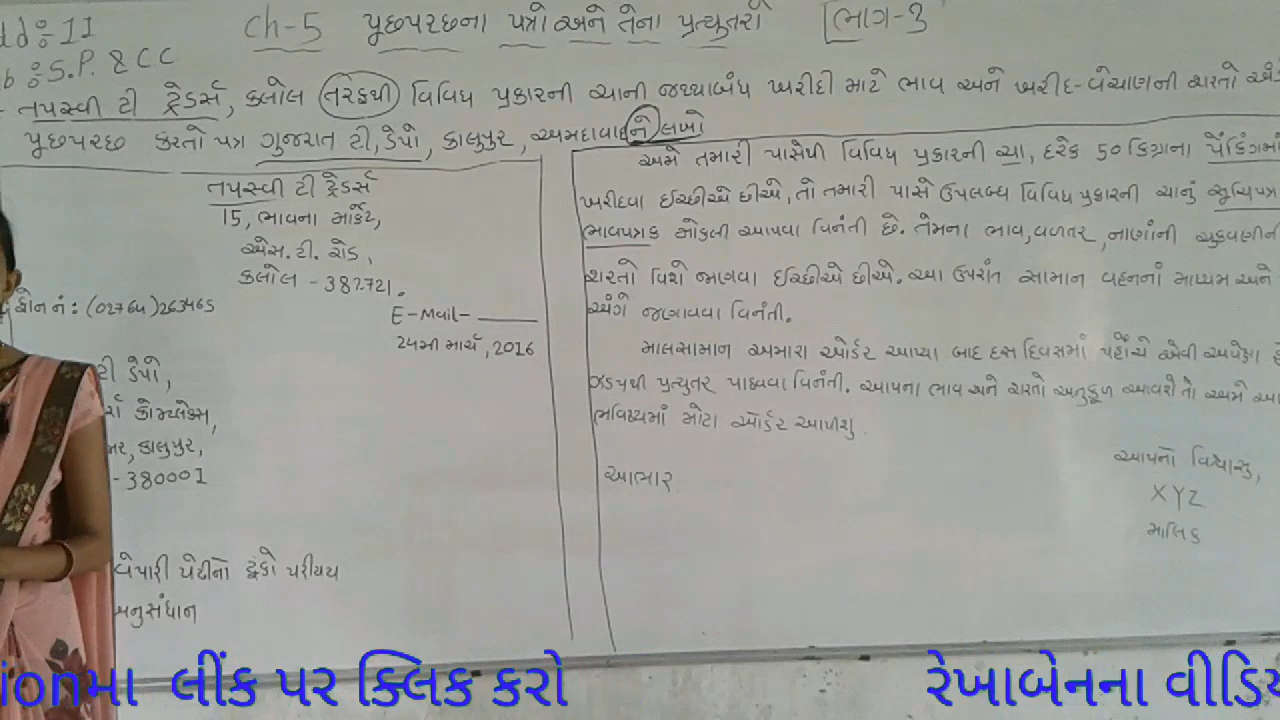 Ch-5 પૂછપરછના પત્રો અને તેના પ્રત્યુતરો [ભાગ-3
: 11
: S.P. & CC
- તપસ્વી ટી ટ્રેડર્સ, કલોલ તરફથી વિવિધ પ્રકારની ચાની જથ્થાબંધ ખરીદી માટે ભાવ અને ખરીદ-વેચાણની શરતો
પૂછપરછ કરતો પત્ર ગુજરાત ટી, ડેપો, કાલુપુર, અમદાવાદને લખો
તપસ્વી ટી ટ્રેડર્સ
15, ભાવના માર્કેટ,
એસ. ટી. રોડ,
કલોલ - 382721.
ફોન નં : (02764) 263465
E-mail- ______
24મી માર્ચ, 2016
ટી ડેપો,
કોમ્પ્લેક્સ,
કાલુપુર,
- 380001
વેપારી પેઢીનો ટૂંકો પરીચય
અનુસંધાન
અમે તમારી પાસેથી વિવિધ પ્રકારની ચા, દરેક 50 કિગ્રાના પેકિંગમાં
ખરીદવા ઈચ્છીએ છીએ, તો તમારી પાસે ઉપલબ્ધ વિવિધ પ્રકારની ચાનું સૂચિપત્ર
ભાવપત્રક મોકલી આપવા વિનંતી છે. તેમના ભાવ, વળતર, નાણાંની ચુકવણીની
શરતો વિશે જાણવા ઈચ્છીએ છીએ. આ ઉપરાંત સામાન વહનનાં માધ્યમ અને
અંગે જણાવવા વિનંતી.
માલસામાન અમારા ઓર્ડર આપ્યા બાદ દસ દિવસમાં પહોંચે એવી અપેક્ષા
ઝડપથી પ્રત્યુતર પાઠવવા વિનંતી. આપના ભાવ અને શરતો અનુકૂળ આવશે તો અમે
ભવિષ્યમાં મોટા ઓર્ડર આપીશુ.
આભાર
આપનો વિશ્વાસુ,
XYZ
માલિક
ionમા લીંક પર ક્લિક કરો
રેખાબેનના